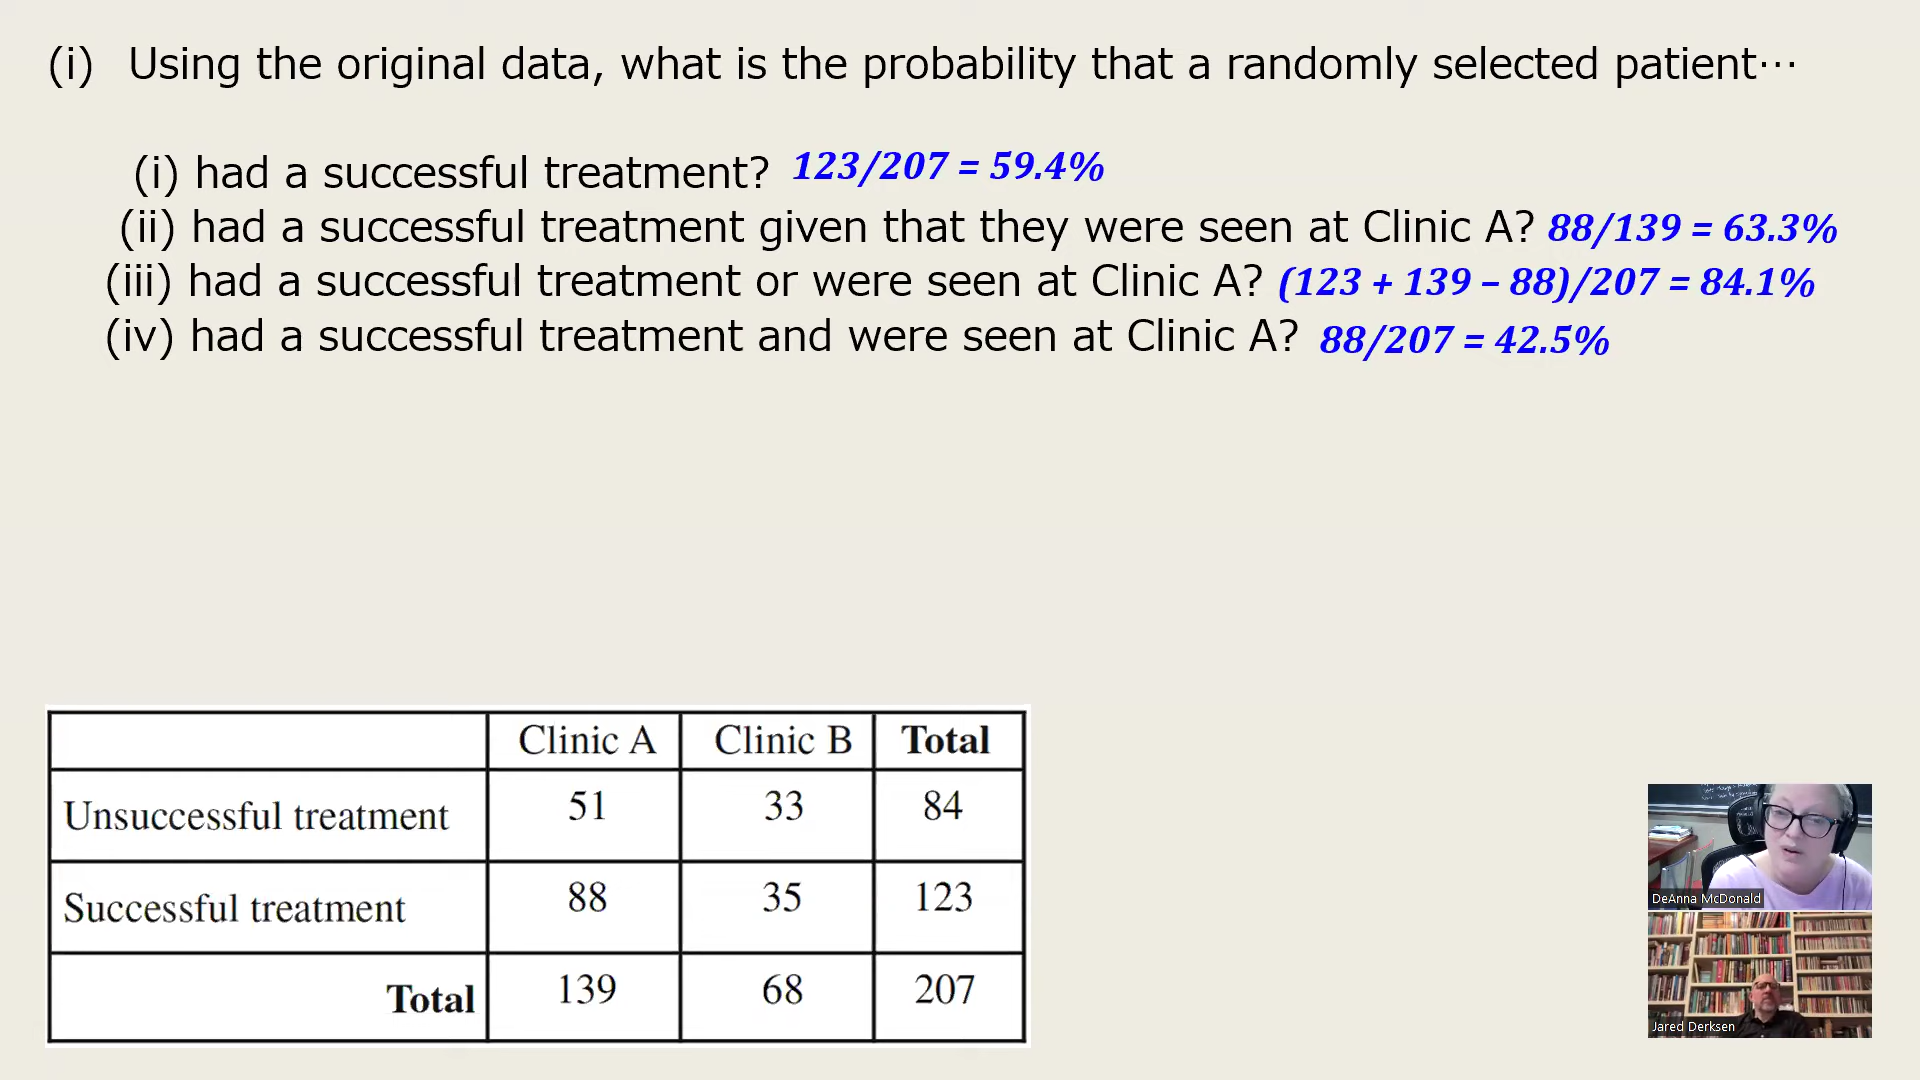 (i) Using the original data, what is the probability that a randomly selected patient…
(i) had a successful treatment? 123/207 = 59.4%
(ii) had a successful treatment given that they were seen at Clinic A? 88/139 = 63.3%
(iii) had a successful treatment or were seen at Clinic A? (123 + 139 – 88)/207 = 84.1%
(iv) had a successful treatment and were seen at Clinic A? 88/207 = 42.5%
Clinic A Clinic B Total
Unsuccessful treatment 51 33 84
Successful treatment 88 35 123
Total 139 68 207
DeAnna McDonald
Jared Derksen